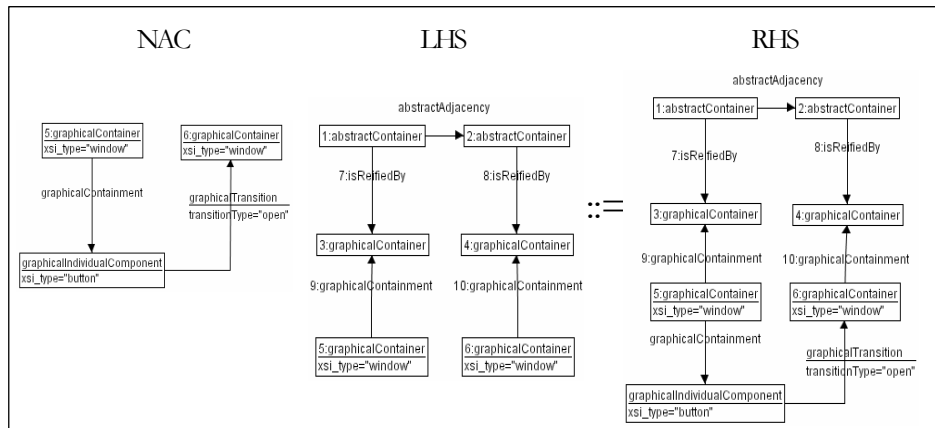 NAC
LHS
RHS
5:graphicalContainer
xsi_type="window"
6:graphicalContainer
xsi_type="window"
graphicalContainment
graphicalTransition
transitionType="open"
graphicalIndividualComponent
xsi_type="button"
abstractAdjacency
1:abstractContainer
2:abstractContainer
7:isReifiedBy
8:isReifiedBy
3:graphicalContainer
4:graphicalContainer
9:graphicalContainment
10:graphicalContainment
5:graphicalContainer
xsi_type="window"
6:graphicalContainer
xsi_type="window"
::=
abstractAdjacency
1:abstractContainer
2:abstractContainer
7:isReifiedBy
8:isReifiedBy
3:graphicalContainer
4:graphicalContainer
9:graphicalContainment
10:graphicalContainment
5:graphicalContainer
xsi_type="window"
6:graphicalContainer
xsi_type="window"
graphicalContainment
graphicalTransition
transitionType="open"
graphicalIndividualComponent
xsi_type="button"